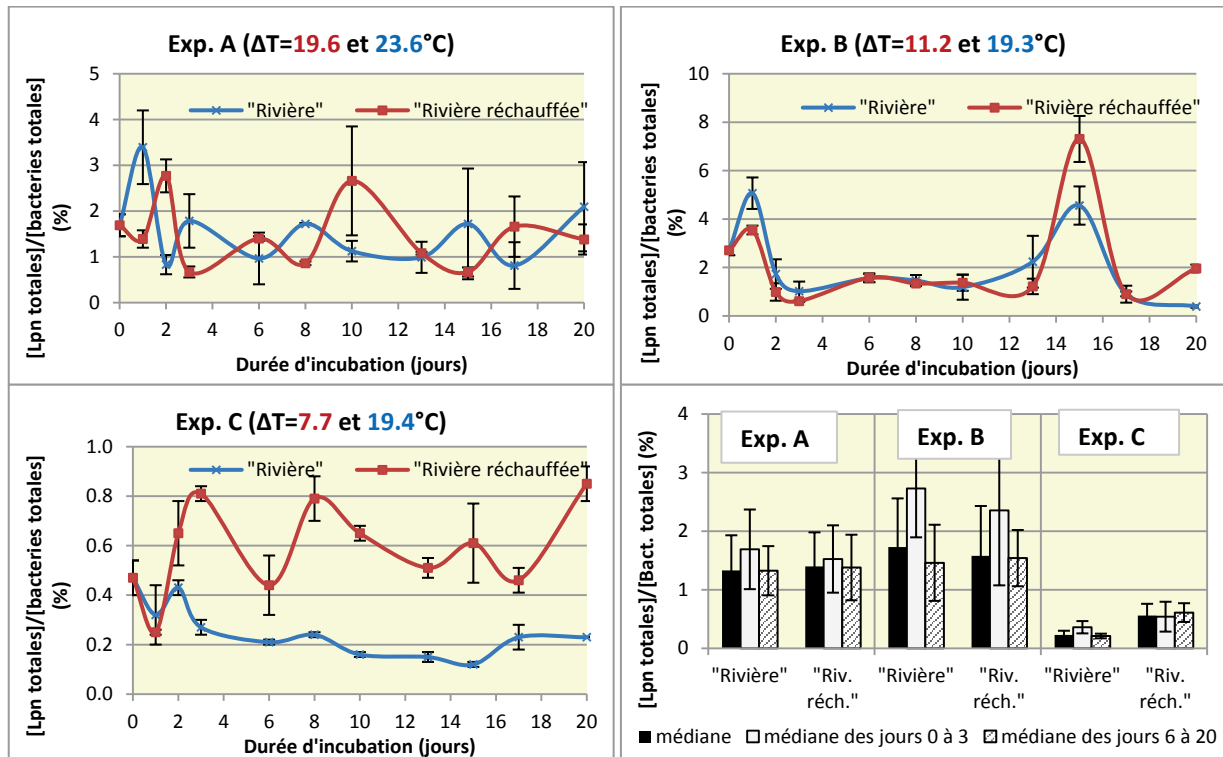 Exp. A (ΔT=19.6 et 23.6°C)
[Lpn totales]/[bacteries totales]
(%)
5
4
3
2
1
0
"Rivière"
"Rivière réchauffée"
0 2 4 6 8 10 12 14 16 18 20
Durée d'incubation (jours)
Exp. B (ΔT=11.2 et 19.3°C)
[Lpn totales]/[bacteries totales]
(%)
10
8
6
4
2
0
"Rivière"
"Rivière réchauffée"
0 2 4 6 8 10 12 14 16 18 20
Durée d'incubation (jours)
Exp. C (ΔT=7.7 et 19.4°C)
[Lpn totales]/[bacteries totales]
(%)
1.0
0.8
0.6
0.4
0.2
0.0
"Rivière"
"Rivière réchauffée"
0 2 4 6 8 10 12 14 16 18 20
Durée d'incubation (jours)
[Lpn totales]/[Bact. totales] (%)
4
3
2
1
0
Exp. A
Exp. B
Exp. C
"Rivière" "Riv. "Rivière" "Riv. "Rivière" "Riv.
réch." réch." réch."
médiane médiane des jours 0 à 3 médiane des jours 6 à 20